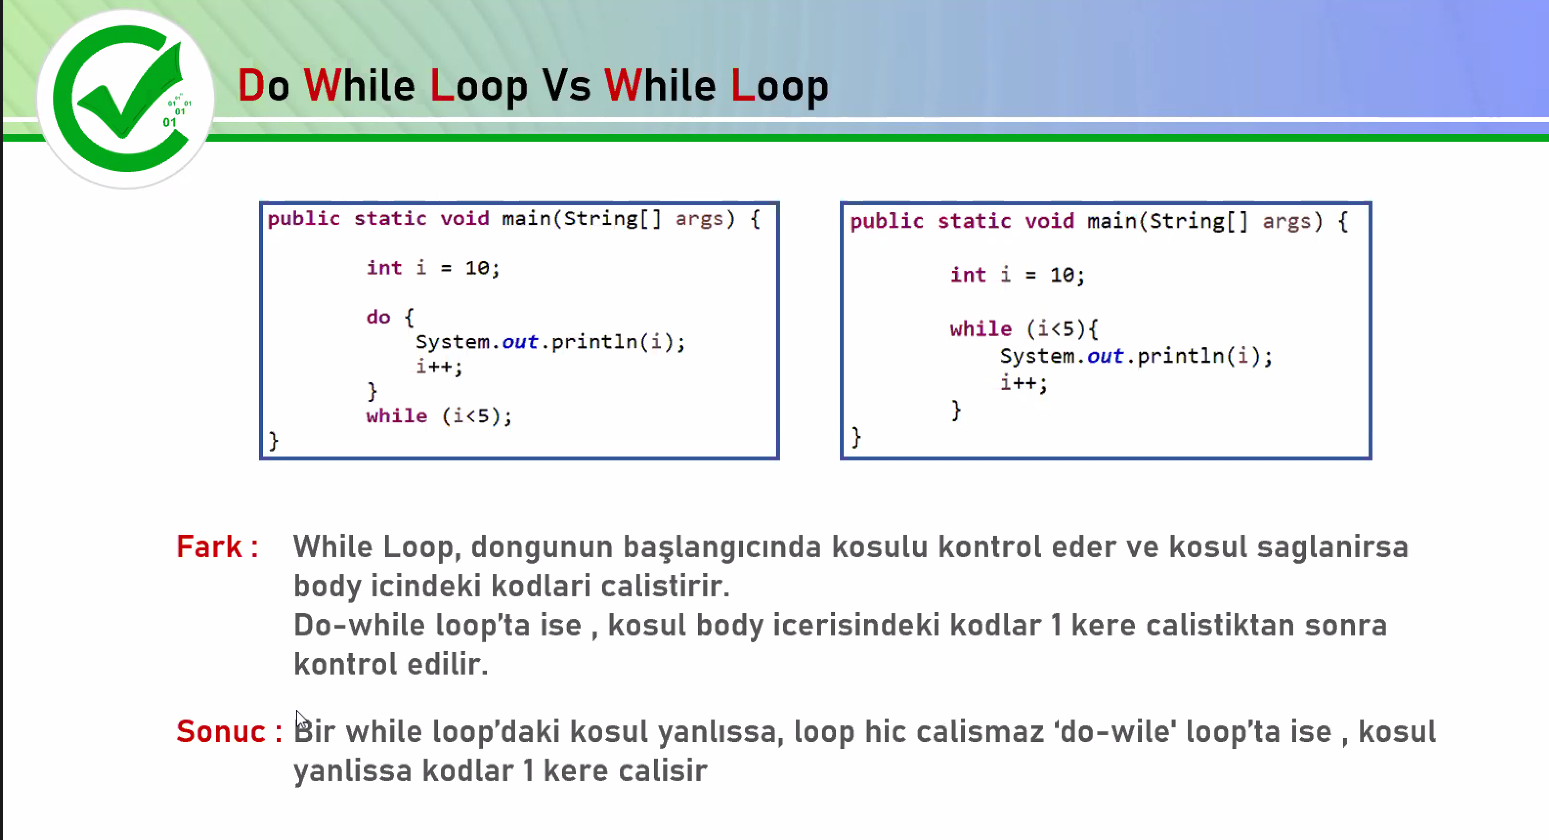 Do While Loop Vs While Loop
01 01
01
01
public static void main(String[] args) {
int i = 10;
do {
System.out.println(i);
i++;
}
while (i<5);
}
public static void main(String[] args) {
int i = 10;
while (i<5){
System.out.println(i);
i++;
}
}
Fark : While Loop, dongunun başlangıcında kosulu kontrol eder ve kosul saglanirsa
body icindeki kodlari calistirir.
Do-while loop’ta ise , kosul body icerisindeki kodlar 1 kere calistiktan sonra
kontrol edilir.
Sonuc : Bir while loop’daki kosul yanlıssa, loop hic calismaz ‘do-wile' loop’ta ise , kosul
yanlissa kodlar 1 kere calisir